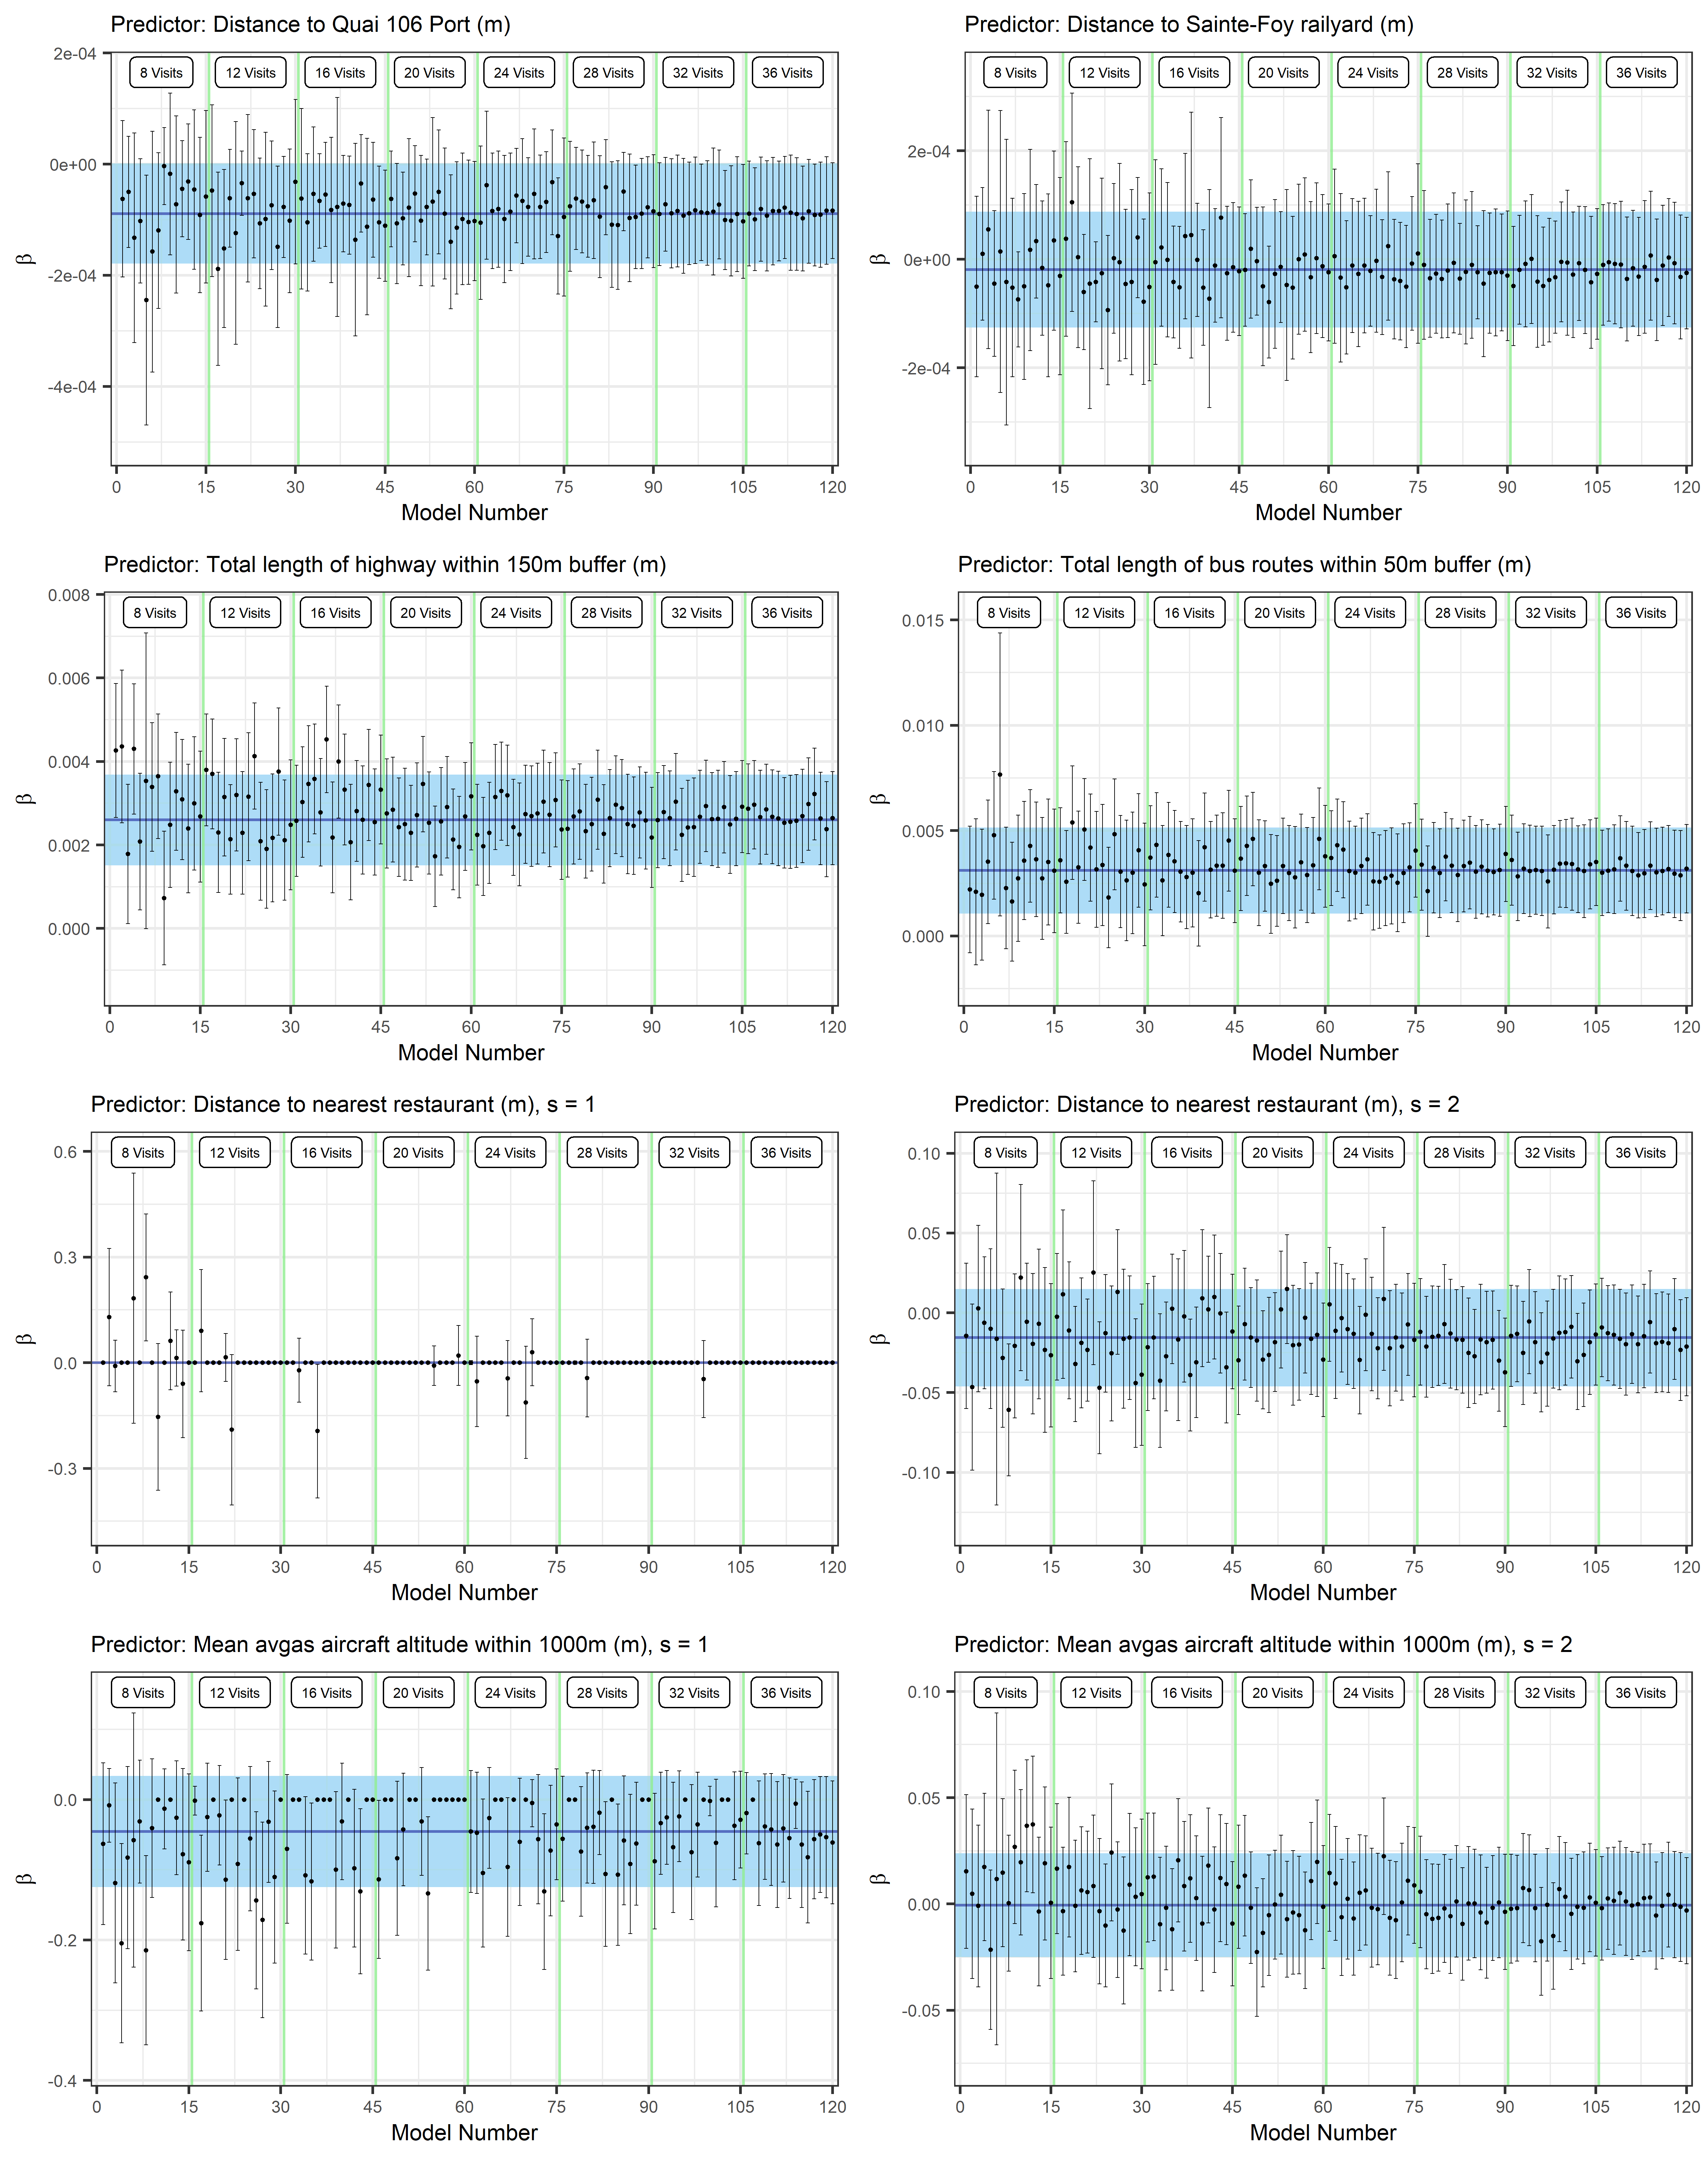 Predictor: Distance to Quai 106 Port (m)
2e-04
0e+00
-2e-04
-4e-04
β
8 Visits 12 Visits 16 Visits 20 Visits 24 Visits 28 Visits 32 Visits 36 Visits
0 15 30 45 60 75 90 105 120
Model Number
Predictor: Distance to Sainte-Foy railyard (m)
2e-04
0e+00
-2e-04
β
8 Visits 12 Visits 16 Visits 20 Visits 24 Visits 28 Visits 32 Visits 36 Visits
0 15 30 45 60 75 90 105 120
Model Number
Predictor: Total length of highway within 150m buffer (m)
0.008
0.006
0.004
0.002
0.000
β
8 Visits 12 Visits 16 Visits 20 Visits 24 Visits 28 Visits 32 Visits 36 Visits
0 15 30 45 60 75 90 105 120
Model Number
Predictor: Total length of bus routes within 50m buffer (m)
0.015
0.010
0.005
0.000
β
8 Visits 12 Visits 16 Visits 20 Visits 24 Visits 28 Visits 32 Visits 36 Visits
0 15 30 45 60 75 90 105 120
Model Number
Predictor: Distance to nearest restaurant (m), s = 1
0.6
0.3
0.0
-0.3
β
8 Visits 12 Visits 16 Visits 20 Visits 24 Visits 28 Visits 32 Visits 36 Visits
0 15 30 45 60 75 90 105 120
Model Number
Predictor: Distance to nearest restaurant (m), s = 2
0.10
0.05
0.00
-0.05
-0.10
β
8 Visits 12 Visits 16 Visits 20 Visits 24 Visits 28 Visits 32 Visits 36 Visits
0 15 30 45 60 75 90 105 120
Model Number
Predictor: Mean avgas aircraft altitude within 1000m (m), s = 1
0.0
-0.2
-0.4
β
8 Visits 12 Visits 16 Visits 20 Visits 24 Visits 28 Visits 32 Visits 36 Visits
0 15 30 45 60 75 90 105 120
Model Number
Predictor: Mean avgas aircraft altitude within 1000m (m), s = 2
0.10
0.05
0.00
-0.05
β
8 Visits 12 Visits 16 Visits 20 Visits 24 Visits 28 Visits 32 Visits 36 Visits
0 15 30 45 60 75 90 105 120
Model Number